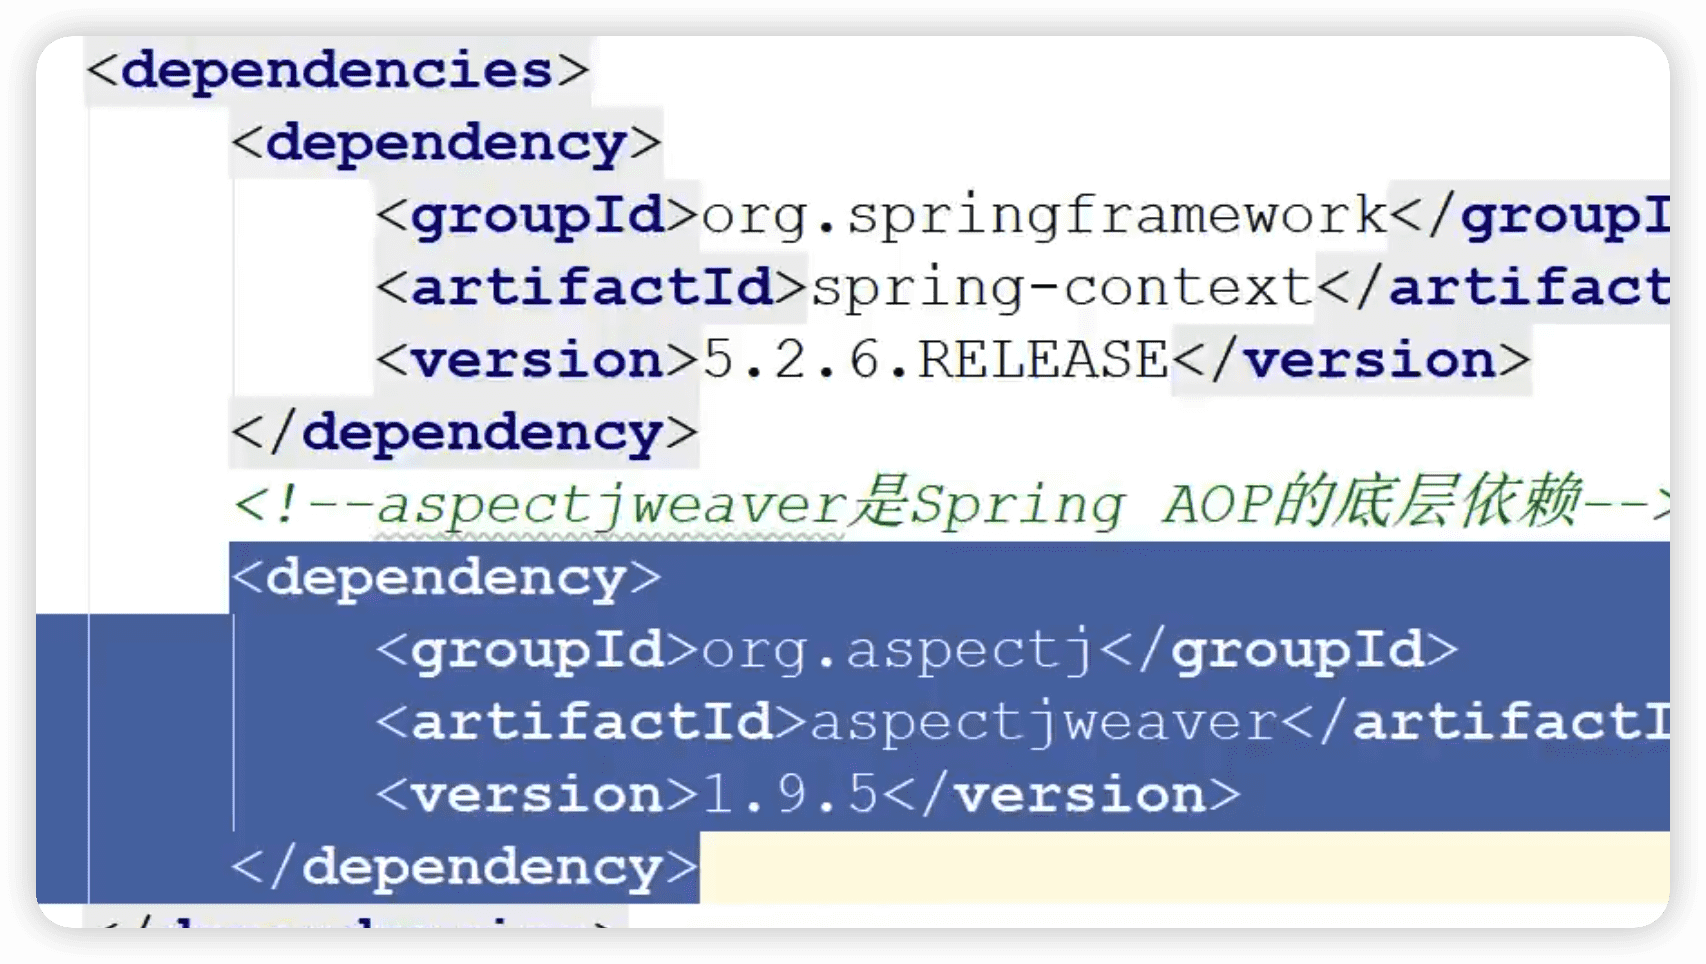 <dependencies>
<dependency>
<groupId>org.springframework</groupI
<artifactId>spring-context</artifact
<version>5.2.6.RELEASE</version>
</dependency>
<!--aspectjweaver是Spring AOP的底层依赖-->
<dependency>
<groupId>org.aspectj</groupId>
<artifactId>aspectjweaver</artifactI
<version>1.9.5</version>
</dependency>